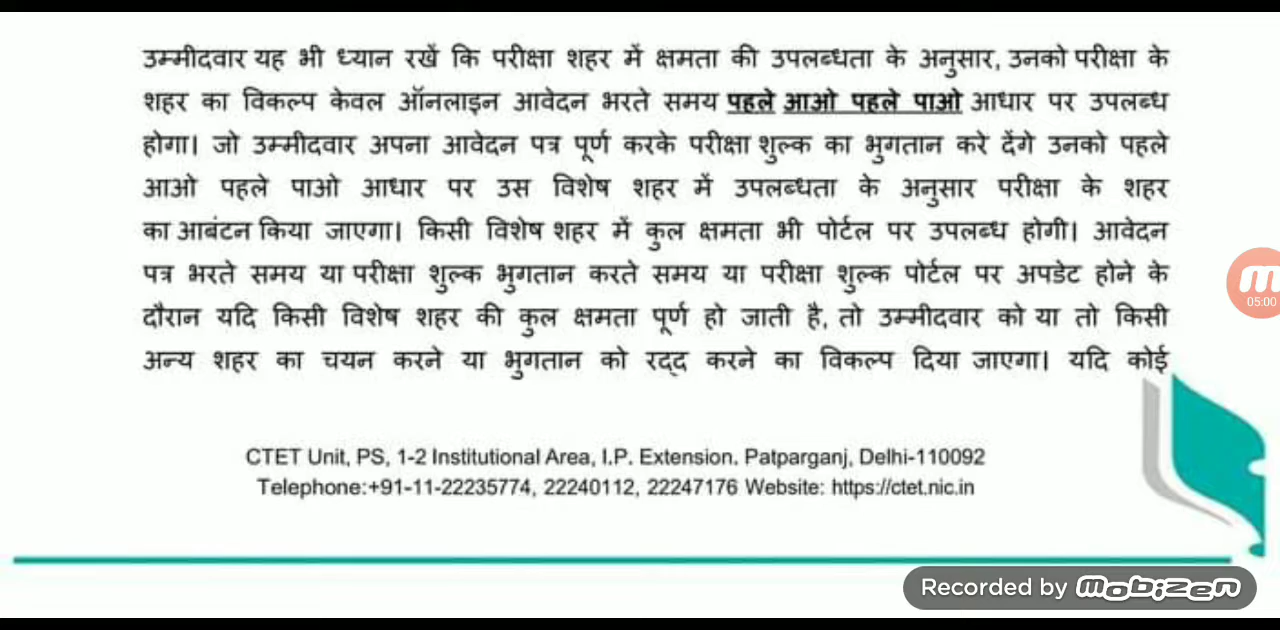 उम्मीदवार यह भी ध्यान रखें कि परीक्षा शहर में क्षमता की उपलब्धता के अनुसार, उनको परीक्षा के
शहर का विकल्प केवल ऑनलाइन आवेदन भरते समय पहले आओ पहले पाओ आधार पर उपलब्ध
होगा। जो उम्मीदवार अपना आवेदन पत्र पूर्ण करके परीक्षा शुल्क का भुगतान करे देंगे उनको पहले
आओ पहले पाओ आधार पर उस विशेष शहर में उपलब्धता के अनुसार परीक्षा के शहर
का आबंटन किया जाएगा। किसी विशेष शहर में कुल क्षमता भी पोर्टल पर उपलब्ध होगी। आवेदन
पत्र भरते समय या परीक्षा शुल्क भुगतान करते समय या परीक्षा शुल्क पोर्टल पर अपडेट होने के
दौरान यदि किसी विशेष शहर की कुल क्षमता पूर्ण हो जाती है, तो उम्मीदवार को या तो किसी
अन्य शहर का चयन करने या भुगतान को रद्द करने का विकल्प दिया जाएगा। यदि कोई
05:00
CTET Unit, PS, 1-2 Institutional Area, I.P. Extension. Patparganj, Delhi-110092
Telephone:+91-11-22235774, 22240112, 22247176 Website: https://ctet.nic.in
Recorded by mobizen